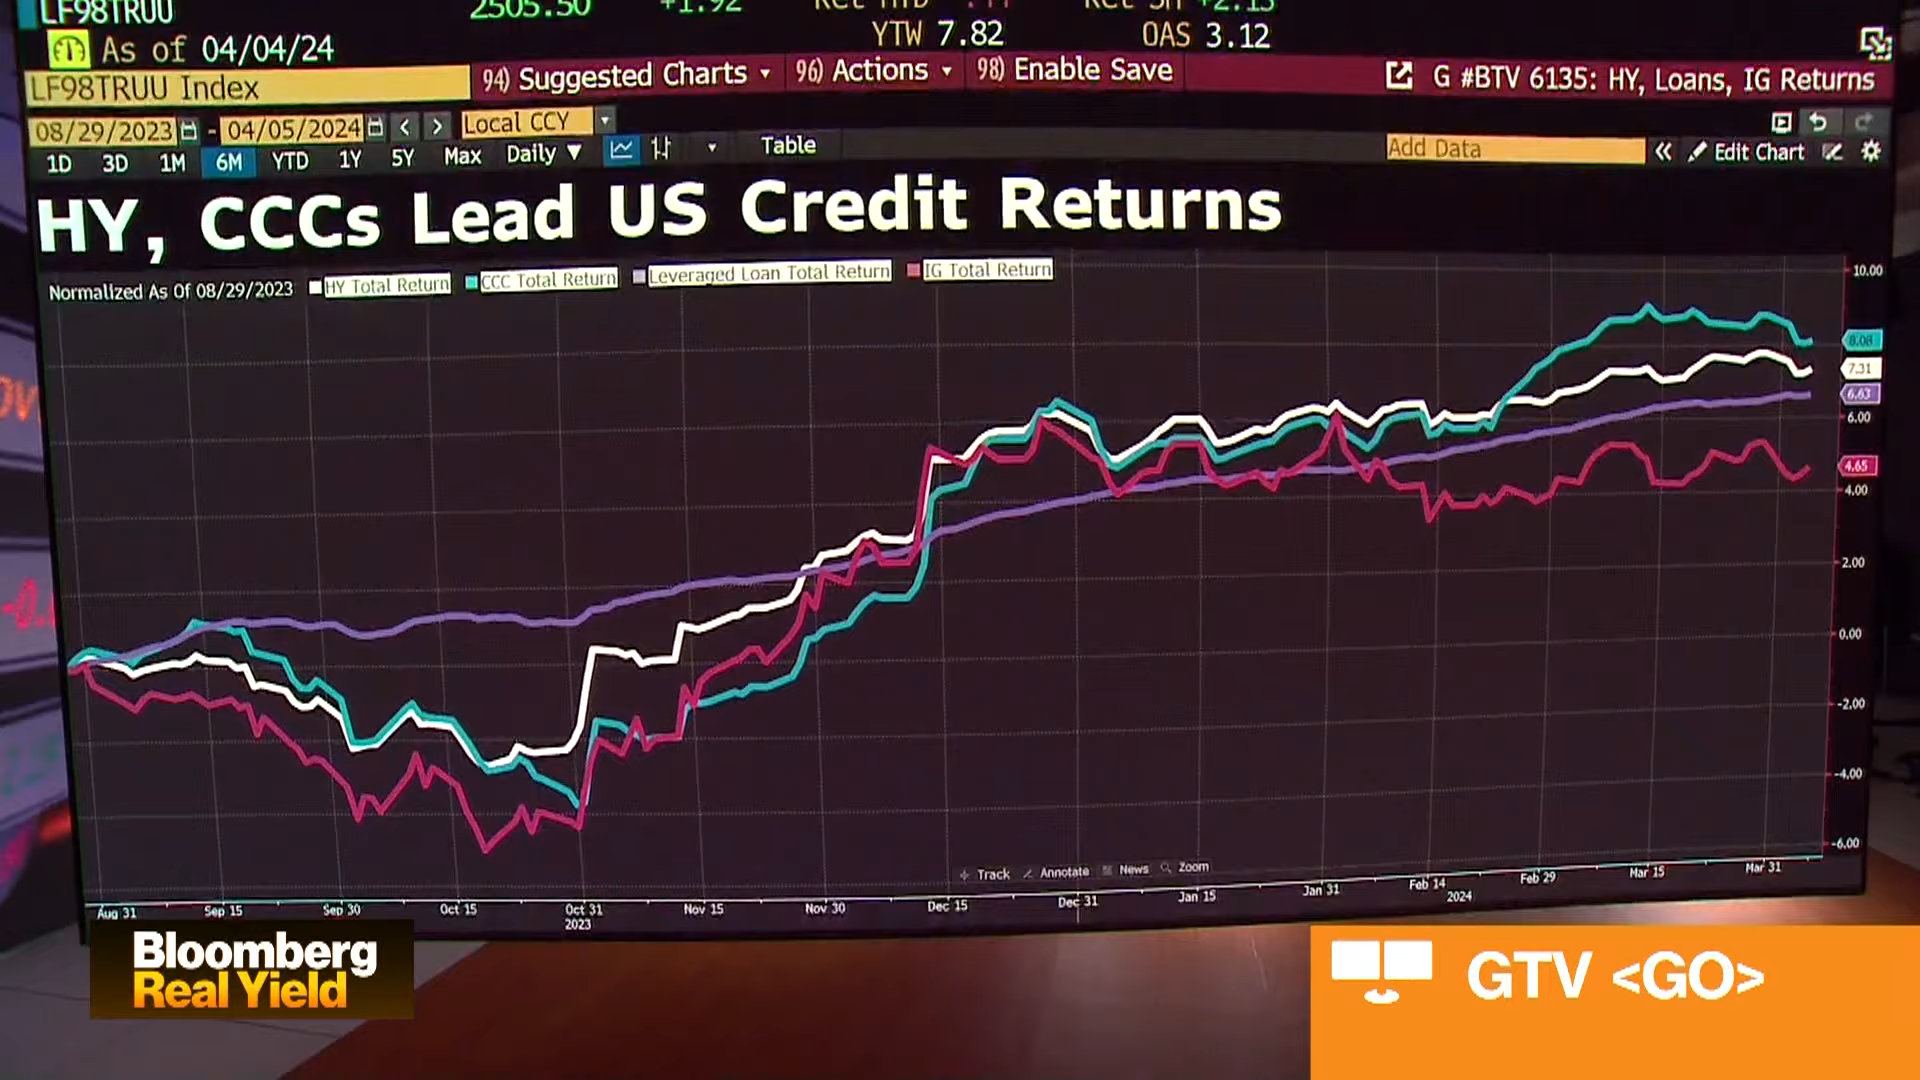 LF98TRUU 2505.50 +1.92
As of 04/04/24 YTW 7.82 OAS 3.12
LF98TRUU Index 94) Suggested Charts 96) Actions 98) Enable Save G #BTV 6135: HY, Loans, IG Returns
08/29/2023 - 04/05/2024 < > Local CCY
1D 3D 1M 6M YTD 1Y 5Y Max Daily Table Add Data « Edit Chart
HY, CCCs Lead US Credit Returns
Normalized As Of 08/29/2023 HY Total Return CCC Total Return Leveraged Loan Total Return IG Total Return
10.00
8.08
7.31
6.63
6.00
4.65
4.00
2.00
0.00
-2.00
-4.00
-6.00
Track Annotate News Zoom
Aug 31 Sep 15 Sep 30 Oct 15 Oct 31 Nov 15 Nov 30 Dec 15 Dec 31 Jan 15 Jan 31 Feb 14 Feb 29 Mar 15 Mar 31
2023 2024
Bloomberg
Real Yield
GTV <GO>